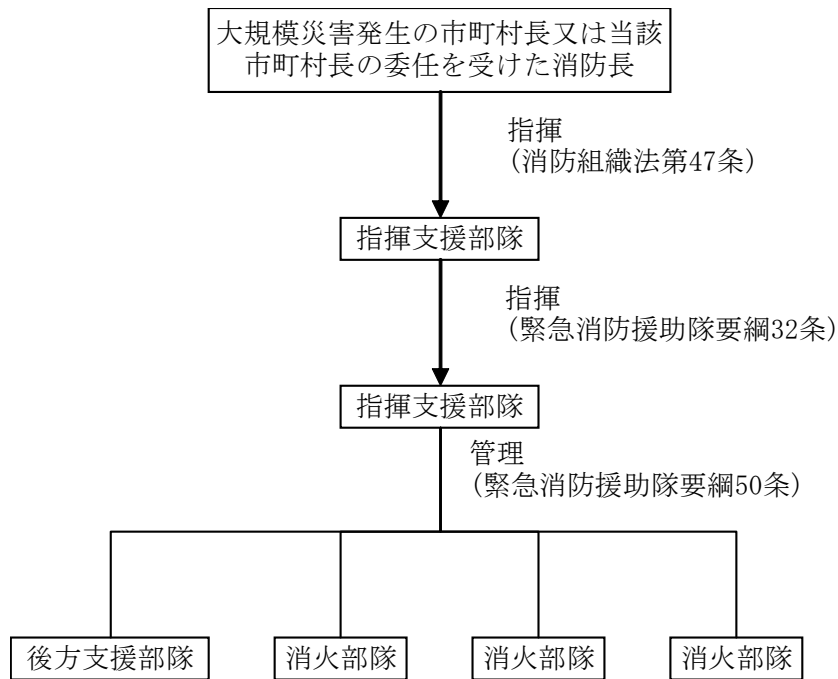 大規模災害発生の市町村長又は当該
市町村長の委任を受けた消防長
指揮
(消防組織法第47条)
指揮支援部隊
指揮
(緊急消防援助隊要綱32条)
指揮支援部隊
管理
(緊急消防援助隊要綱50条)
後方支援部隊
消火部隊
消火部隊
消火部隊